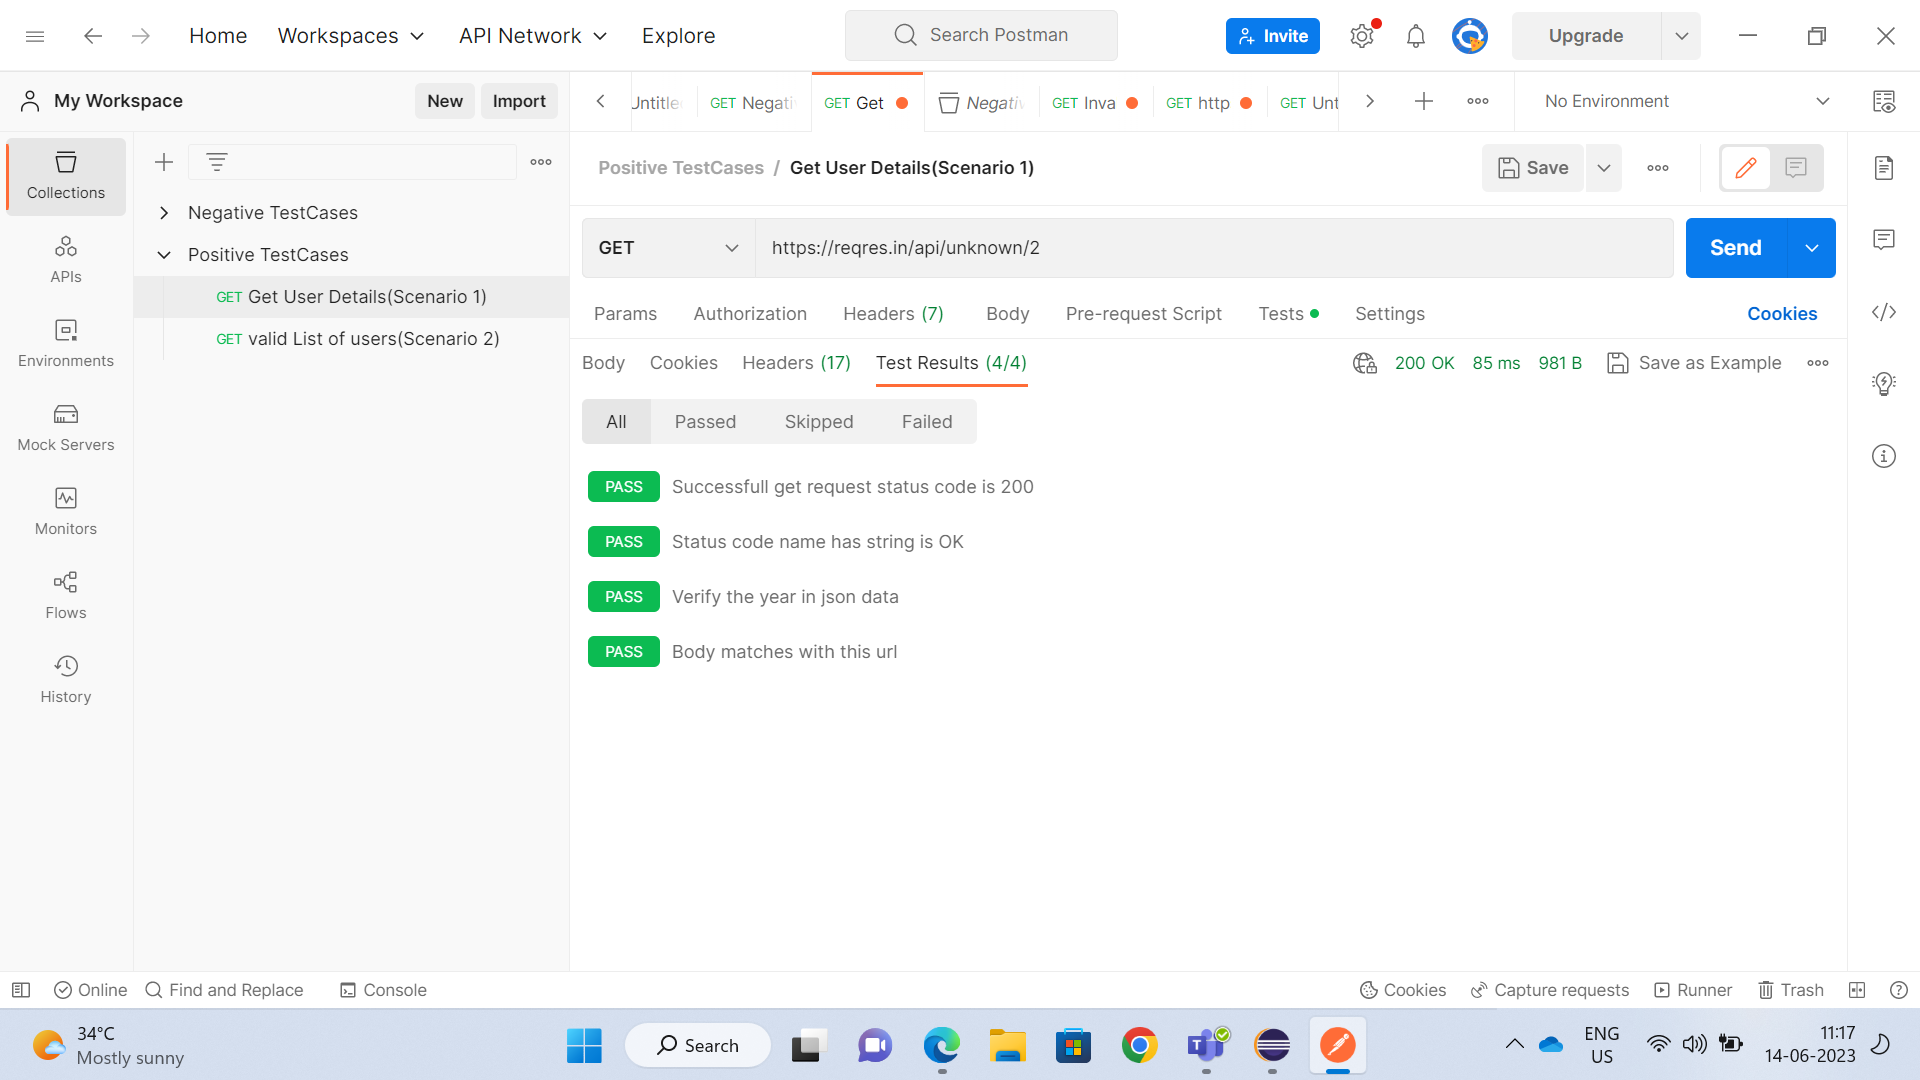 Home Workspaces API Network Explore Search Postman Invite Upgrade
My Workspace New Import
Untitle GET Negati GET Get Negativ GET Inva GET http GET Unt No Environment
Collections
APIs
Environments
Mock Servers
Monitors
Flows
History
Negative TestCases
Positive TestCases
GET Get User Details(Scenario 1)
GET valid List of users(Scenario 2)
Positive TestCases / Get User Details(Scenario 1) Save
GET https://reqres.in/api/unknown/2 Send
Params Authorization Headers (7) Body Pre-request Script Tests Settings Cookies
Body Cookies Headers (17) Test Results (4/4) 200 OK 85 ms 981 B Save as Example
All Passed Skipped Failed
PASS Successfull get request status code is 200
PASS Status code name has string is OK
PASS Verify the year in json data
PASS Body matches with this url
Online Find and Replace Console Cookies Capture requests Runner Trash
34°C
Mostly sunny
Search
ENG
US
11:17
14-06-2023